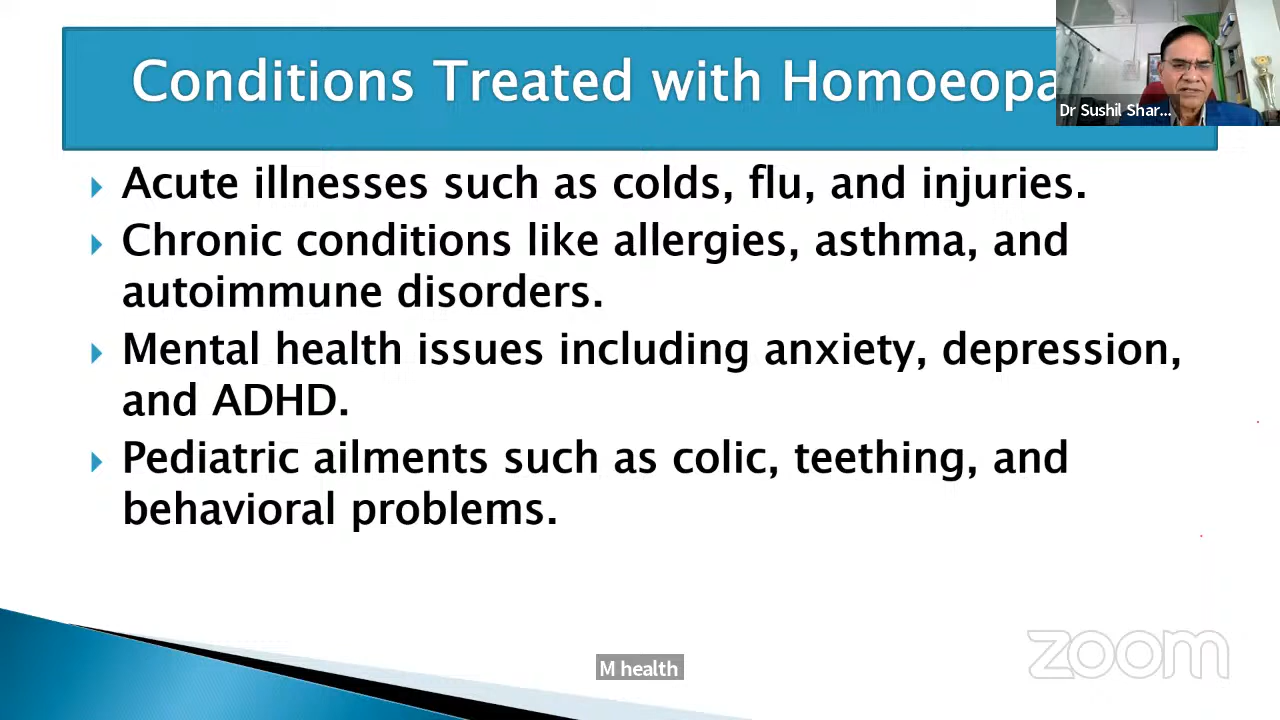 Conditions Treated with Homoeopa
Dr Sushil Shar...
Acute illnesses such as colds, flu, and injuries.
Chronic conditions like allergies, asthma, and
autoimmune disorders.
Mental health issues including anxiety, depression,
and ADHD.
Pediatric ailments such as colic, teething, and
behavioral problems.
zoom
M health